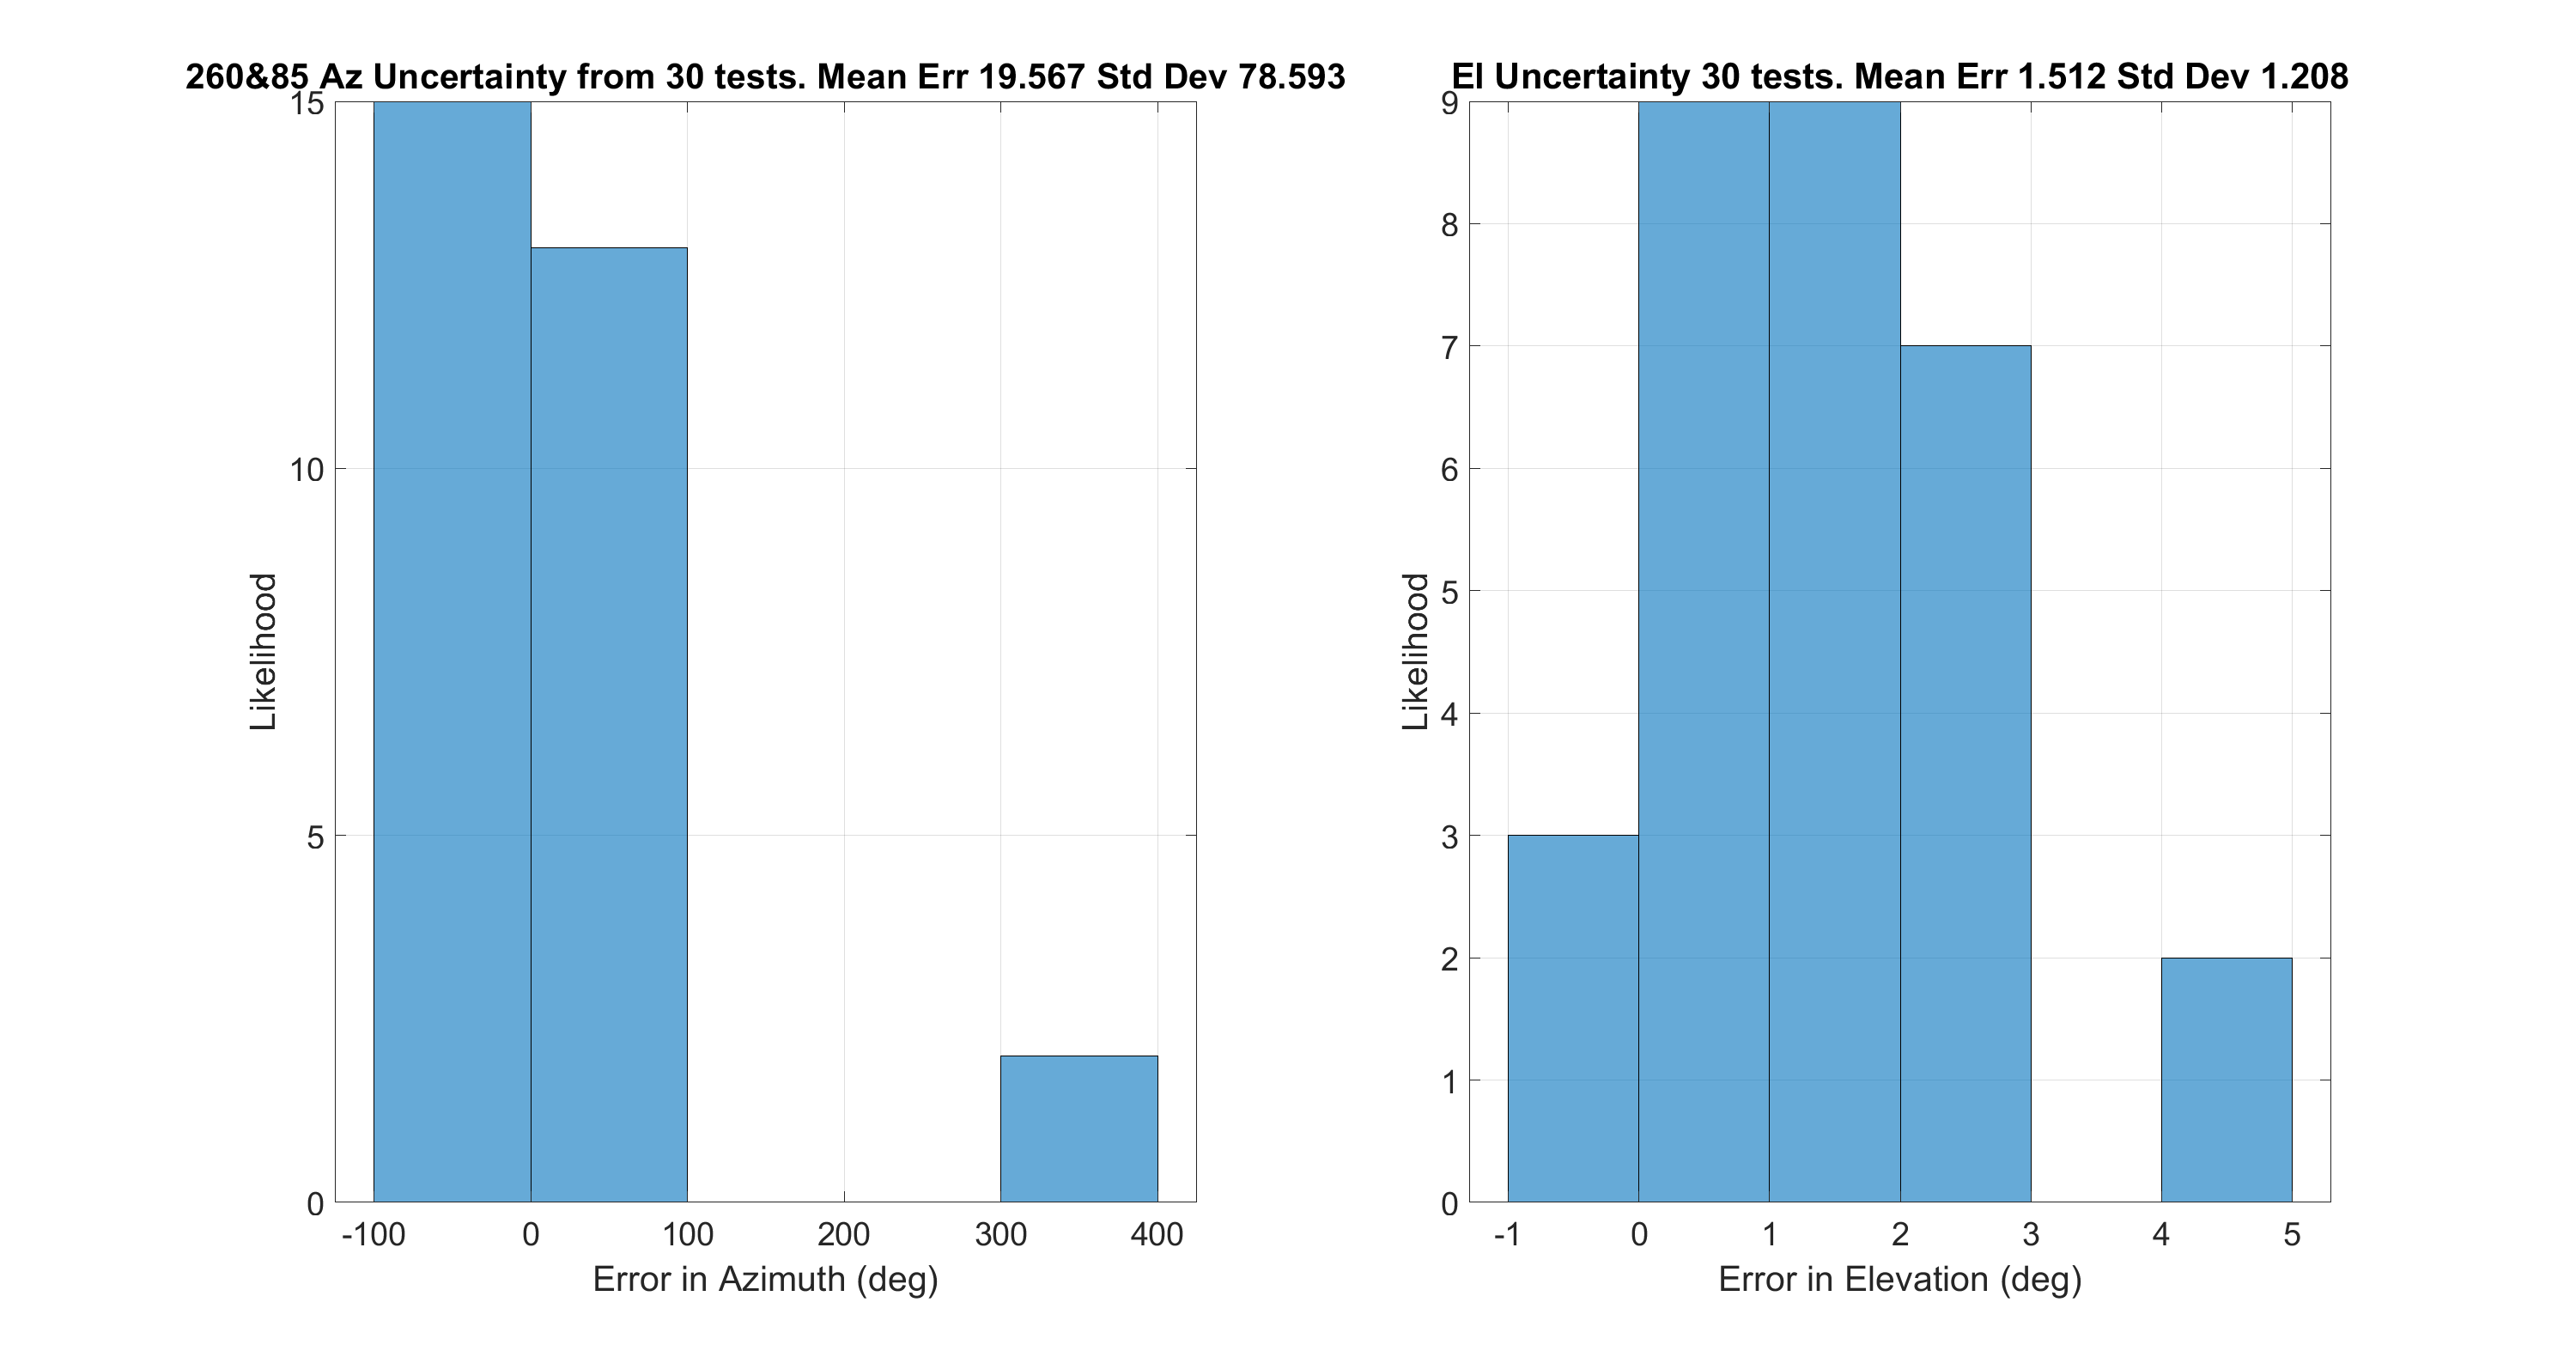 260&85 Az Uncertainty from 30 tests. Mean Err 19.567 Std Dev 78.593
15
10
5
0
Likelihood
-100 0 100 200 300 400
Error in Azimuth (deg)
El Uncertainty 30 tests. Mean Err 1.512 Std Dev 1.208
9
8
7
6
5
4
3
2
1
0
Likelihood
-1 0 1 2 3 4 5
Error in Elevation (deg)